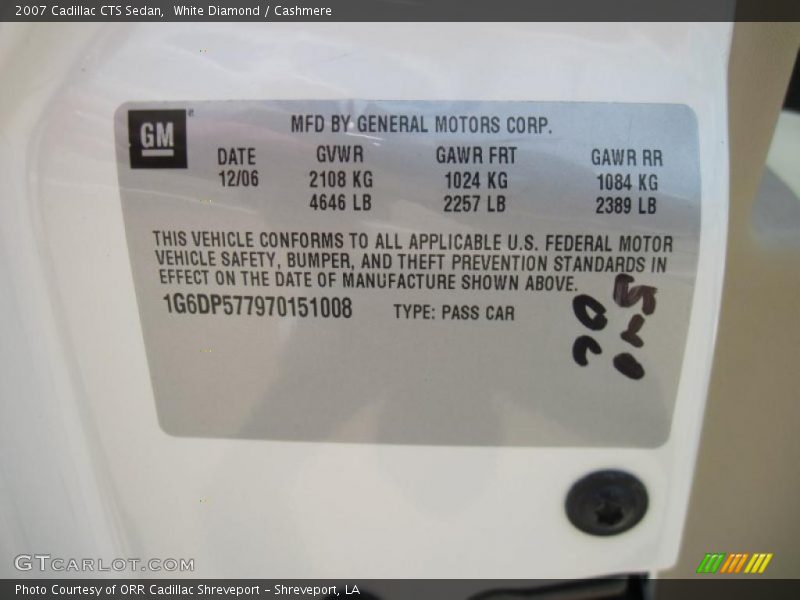 2007 Cadillac CTS Sedan, White Diamond / Cashmere
GM
MFD BY GENERAL MOTORS CORP.
DATE GVWR GAWR FRT GAWR RR
12/06 2108 KG 1024 KG 1084 KG
4646 LB 2257 LB 2389 LB
THIS VEHICLE CONFORMS TO ALL APPLICABLE U.S. FEDERAL MOTOR
VEHICLE SAFETY, BUMPER, AND THEFT PREVENTION STANDARDS IN
EFFECT ON THE DATE OF MANUFACTURE SHOWN ABOVE.
1G6DP577970151008 TYPE: PASS CAR
GTCARLOT.COM
Photo Courtesy of ORR Cadillac Shreveport - Shreveport, LA